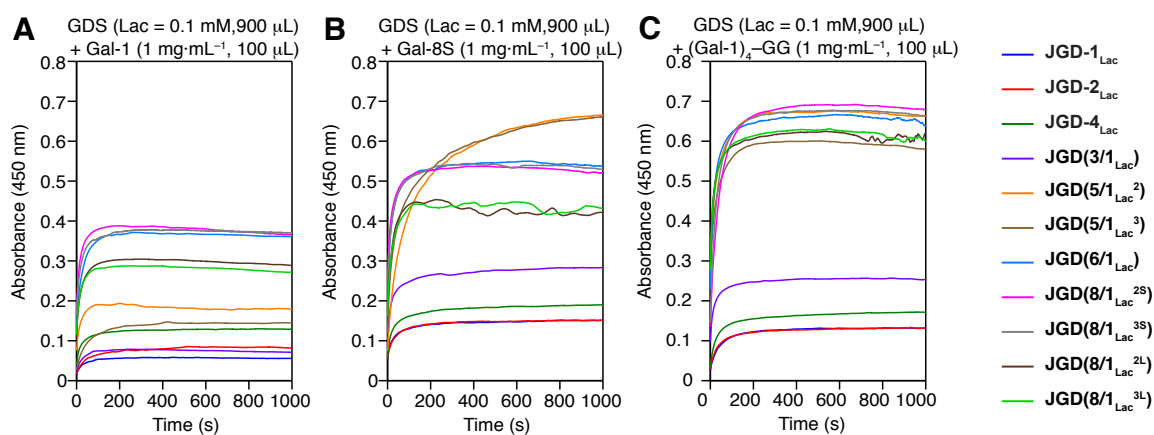 A
GDS (Lac = 0.1 mM,900 μL)
+ Gal-1 (1 mg·mL⁻¹, 100 μL)
Absorbance (450 nm)
0.8
0.7
0.6
0.5
0.4
0.3
0.2
0.1
0
0 200 400 600 800 1000
Time (s)
B
GDS (Lac = 0.1 mM,900 μL)
+ Gal-8S (1 mg·mL⁻¹, 100 μL)
Absorbance (450 nm)
0.8
0.7
0.6
0.5
0.4
0.3
0.2
0.1
0
0 200 400 600 800 1000
Time (s)
C
GDS (Lac = 0.1 mM,900 μL)
+ (Gal-1)₄–GG (1 mg·mL⁻¹, 100 μL)
Absorbance (450 nm)
0.8
0.7
0.6
0.5
0.4
0.3
0.2
0.1
0
0 200 400 600 800 1000
Time (s)
JGD-1Lac
JGD-2Lac
JGD-4Lac
JGD(3/1Lac)
JGD(5/1Lac²)
JGD(5/1Lac³)
JGD(6/1Lac)
JGD(8/1Lac²ˢ)
JGD(8/1Lac³ˢ)
JGD(8/1Lac²ᴸ)
JGD(8/1Lac³ᴸ)